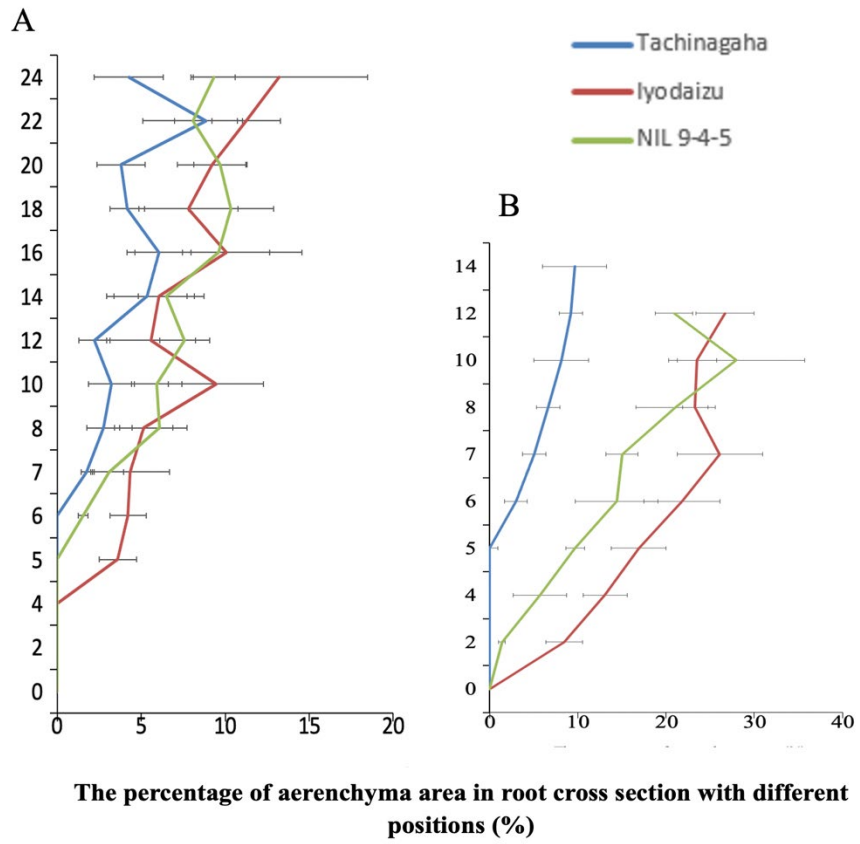 A
Tachinagaha
Iyodaizu
NIL 9-4-5
24
22
20
18
16
14
12
10
8
7
6
5
4
2
0
0 5 10 15 20
B
14
12
10
8
7
6
5
4
2
0
0 10 20 30 40
The percentage of aerenchyma area in root cross section with different
positions (%)